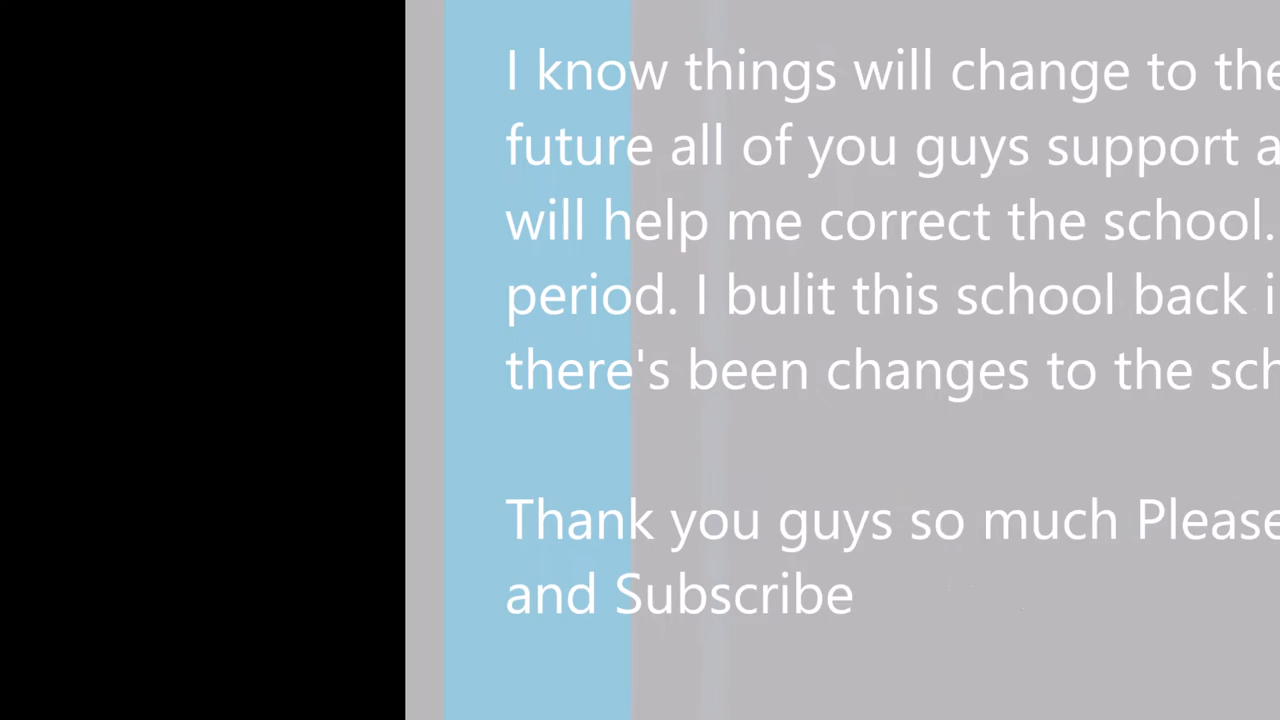 I know things will change to the
future all of you guys support a
will help me correct the school.
period. I bulit this school back i
there's been changes to the sch
Thank you guys so much Please
and Subscribe